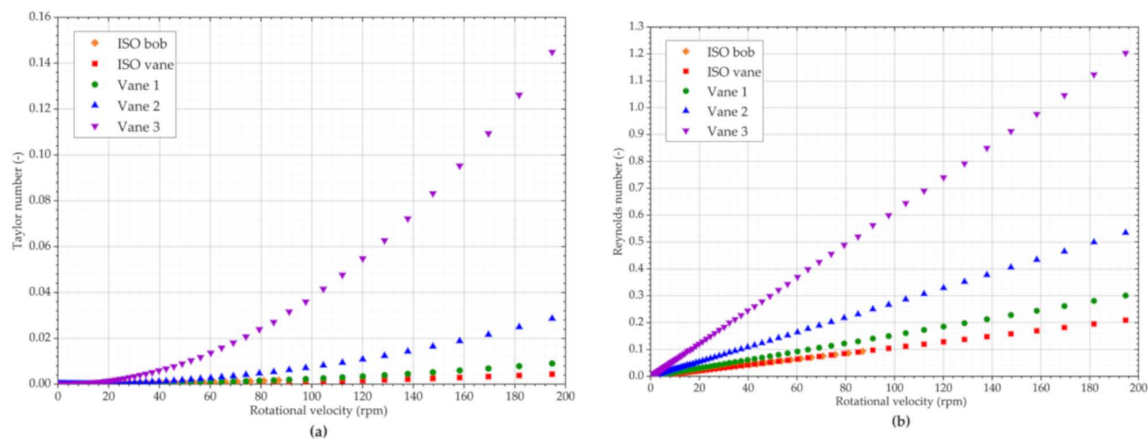 0.16
0.14
0.12
0.10
0.08
0.06
0.04
0.02
0.00
Taylor number (-)
ISO bob
ISO vane
Vane 1
Vane 2
Vane 3
0 20 40 60 80 100 120 140 160 180 200
Rotational velocity (rpm)
(a)
1.3
1.2
1.1
1.0
0.9
0.8
0.7
0.6
0.5
0.4
0.3
0.2
0.1
0.0
Reynolds number (-)
ISO bob
ISO vane
Vane 1
Vane 2
Vane 3
0 20 40 60 80 100 120 140 160 180 200
Rotational velocity (rpm)
(b)